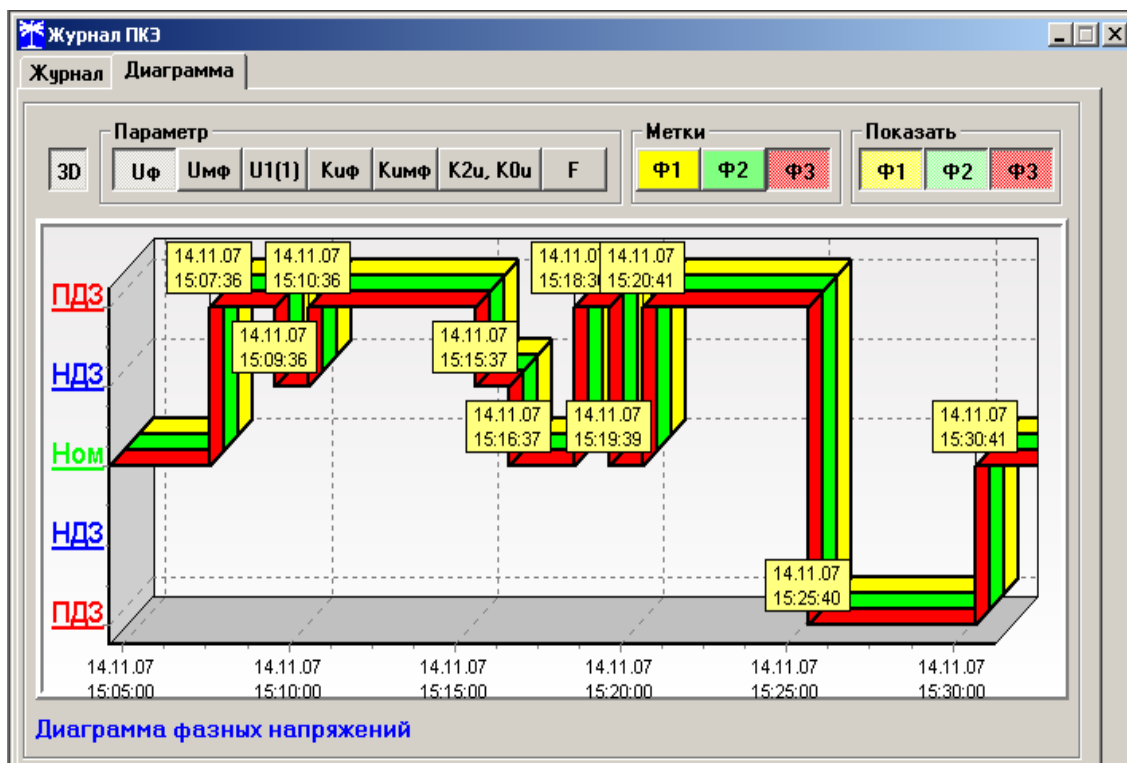 Журнал ПКЭ
Журнал Диаграмма
Параметр Метки Показать
3D Uф Uмф U1(1) Kuф Kuмф K2u, K0u F Ф1 Ф2 Ф3 Ф1 Ф2 Ф3
14.11.07 14.11.07 14.11.0 14.11.07
15:07:36 15:10:36 15:18:3 15:20:41
ПДЗ
14.11.07 14.11.07
15:09:36 15:15:37
НДЗ
14.11.07 14.11.07 14.11.07
15:16:37 15:19:39 15:30:41
Ном
НДЗ
14.11.07
15:25:40
ПДЗ
14.11.07 14.11.07 14.11.07 14.11.07 14.11.07 14.11.07
15:05:00 15:10:00 15:15:00 15:20:00 15:25:00 15:30:00
Диаграмма фазных напряжений